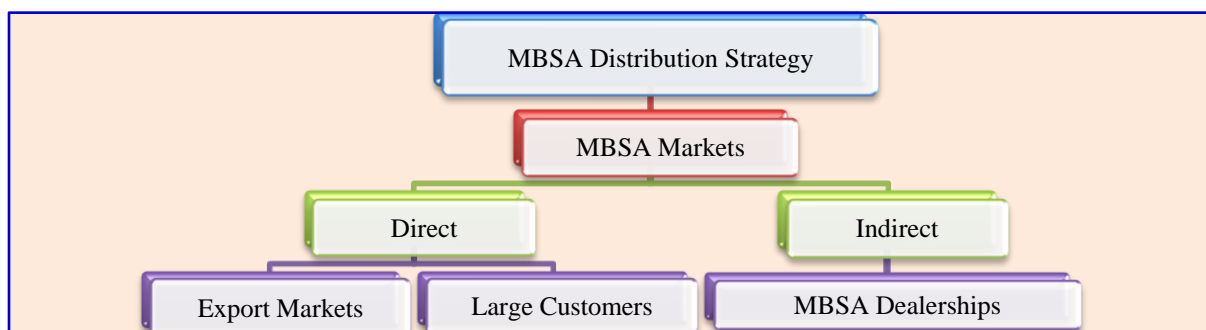 MBSA Distribution Strategy
MBSA Markets
Direct
Indirect
Export Markets
Large Customers
MBSA Dealerships